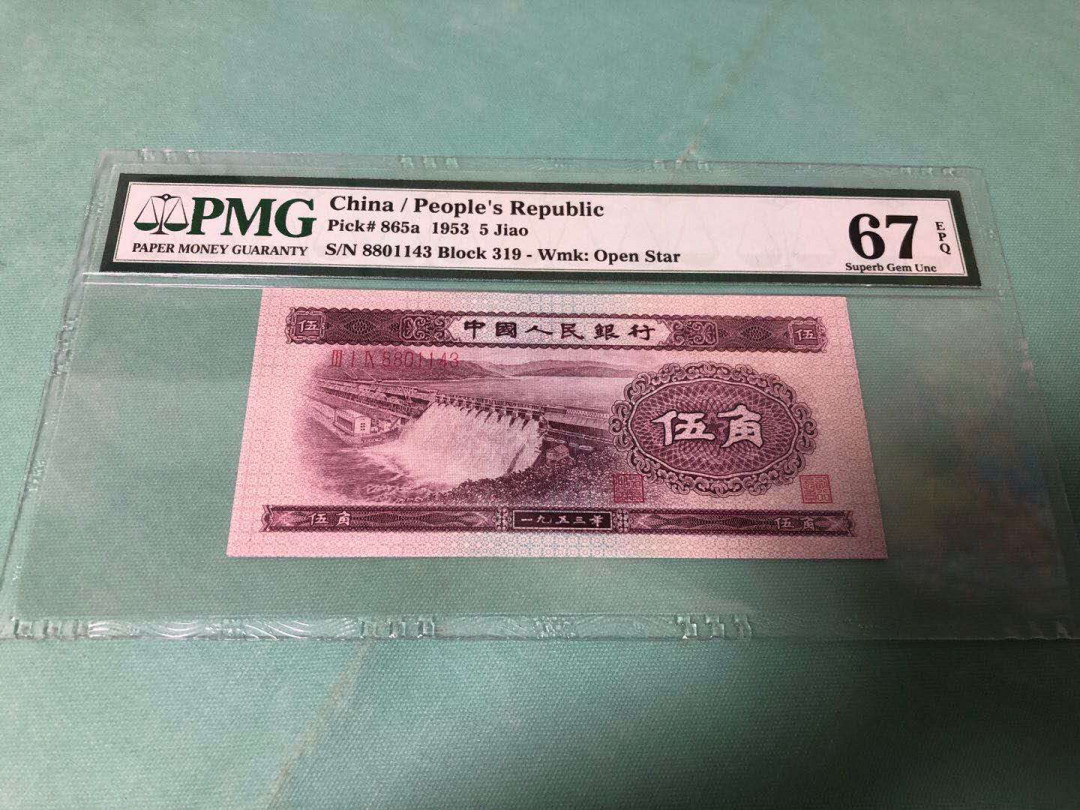 PMG
PAPER MONEY GUARANTY
China / People's Republic
Pick# 865a 1953 5 Jiao
S/N 8801143 Block 319 - Wmk: Open Star
67
EPQ
Superb Gem Unc
伍 中國人民銀行 伍
III I IX 8801143
伍角
伍角 一九五三年 伍角